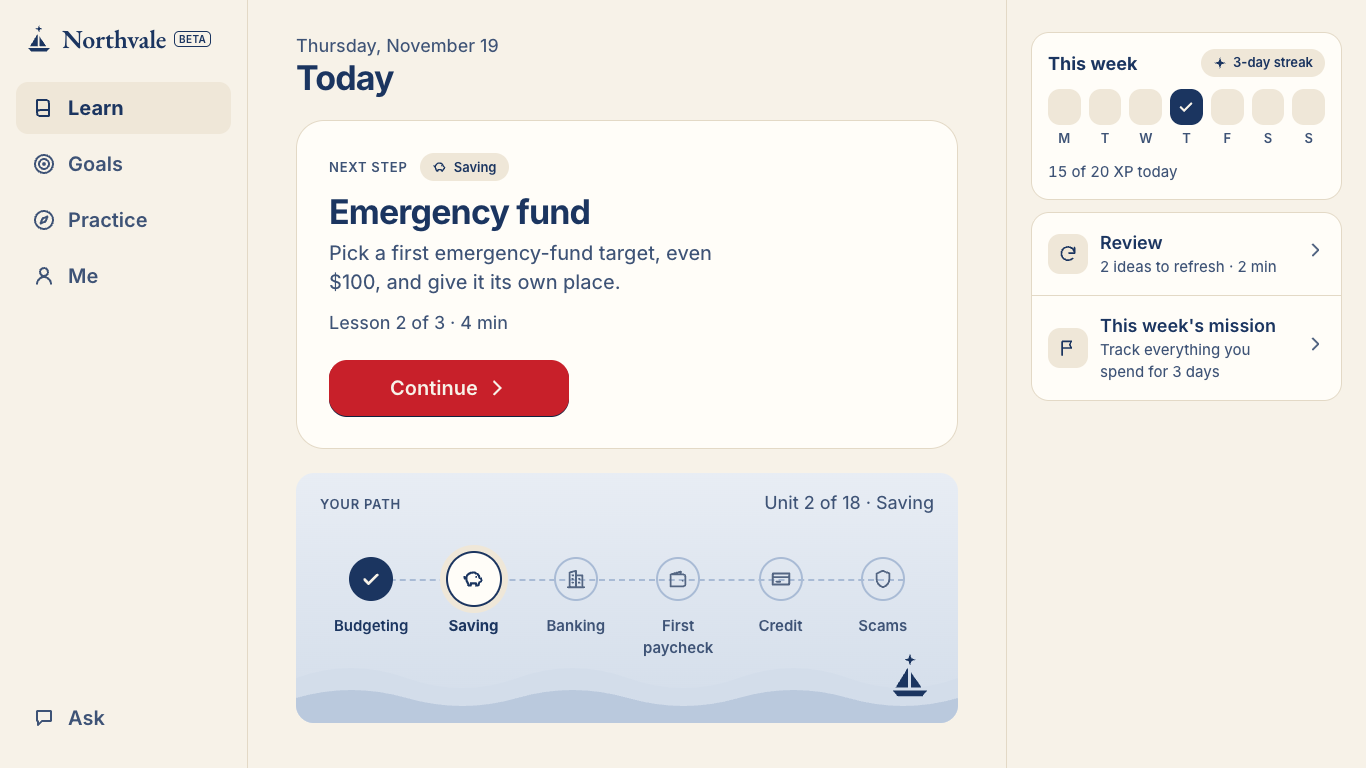 Northvale BETA
Learn
Goals
Practice
Me
Ask
Thursday, November 19
Today
NEXT STEP Saving
Emergency fund
Pick a first emergency-fund target, even
$100, and give it its own place.
Lesson 2 of 3 · 4 min
Continue
YOUR PATH Unit 2 of 18 · Saving
Budgeting Saving Banking First paycheck Credit Scams
This week 3-day streak
M T W T F S S
15 of 20 XP today
Review
2 ideas to refresh · 2 min
This week's mission
Track everything you
spend for 3 days